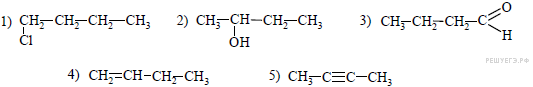 1) CH₂–CH₂–CH₂–CH₃
Cl
2) CH₃–CH–CH₂–CH₃
OH
3) CH₃–CH₂–CH₂–C
O
H
РЕШУЕГЭ.РФ
4) CH₂=CH–CH₂–CH₃
5) CH₃–C≡C–CH₃